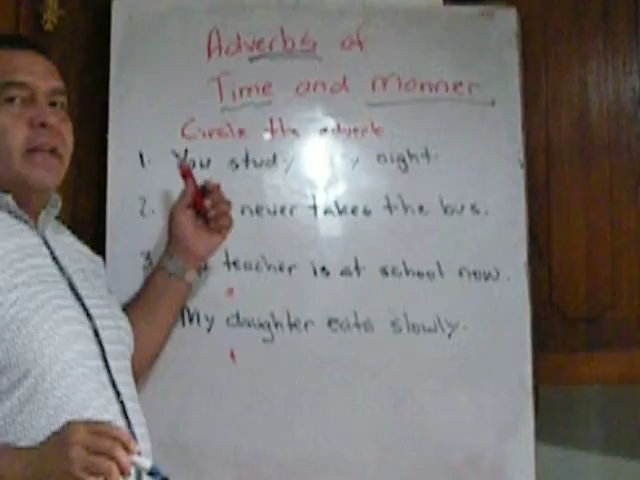 Adverbs of
Time and Manner
Circle the adverb
1. You study night.
2. never takes the bus.
3 teacher is at school now.
My daughter eats slowly.